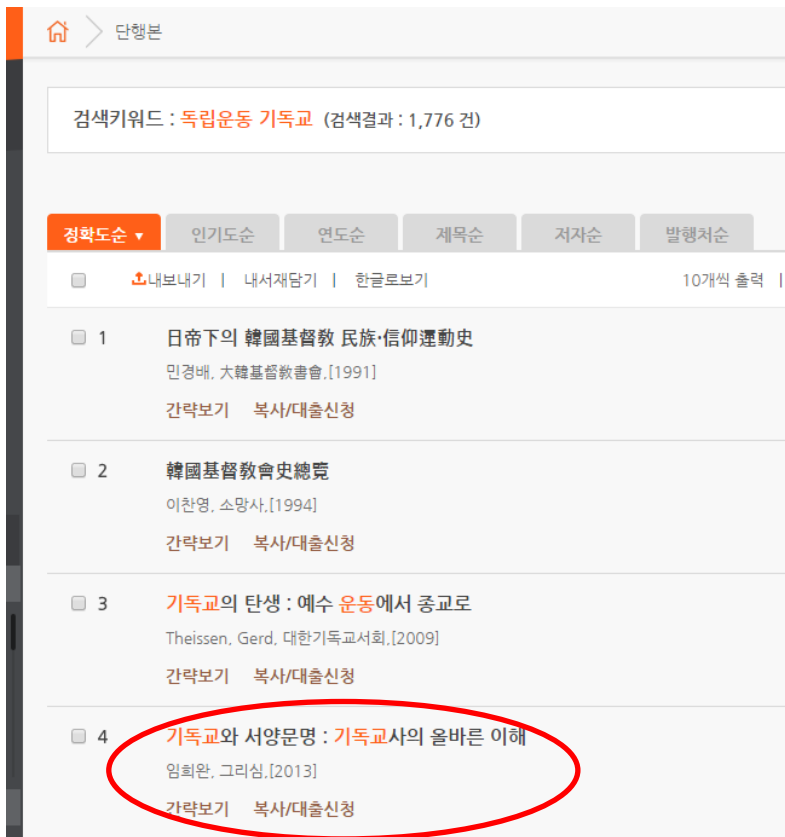 단행본
검색키워드 : 독립운동 기독교 (검색결과 : 1,776 건)
정확도순 ▼ 인기도순 연도순 제목순 저자순 발행처순
내보내기 | 내서재담기 | 한글로보기 10개씩 출력 |
1 日帝下의 韓國基督敎 民族·信仰運動史
민경배, 大韓基督敎書會,[1991]
간략보기 복사/대출신청
2 韓國基督敎會史總覽
이찬영, 소망사,[1994]
간략보기 복사/대출신청
3 기독교의 탄생 : 예수 운동에서 종교로
Theissen, Gerd, 대한기독교서회,[2009]
간략보기 복사/대출신청
4 기독교와 서양문명 : 기독교사의 올바른 이해
임희완, 그리심,[2013]
간략보기 복사/대출신청